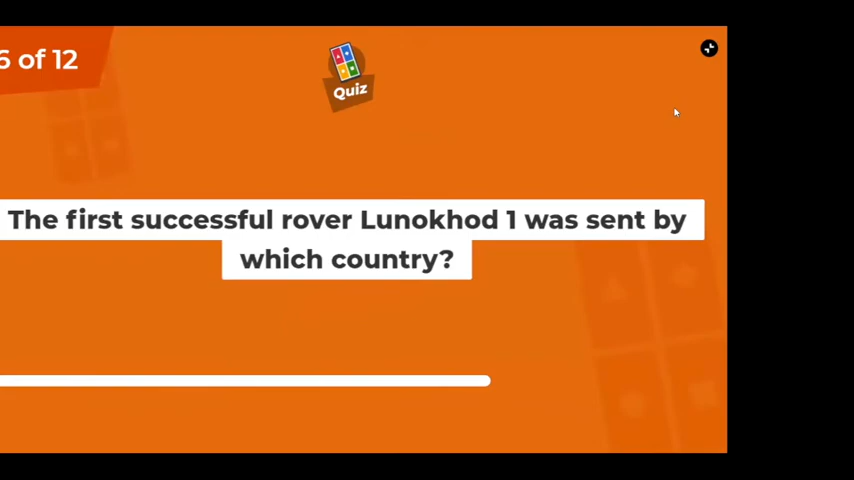 6 of 12
Quiz
The first successful rover Lunokhod 1 was sent by
which country?